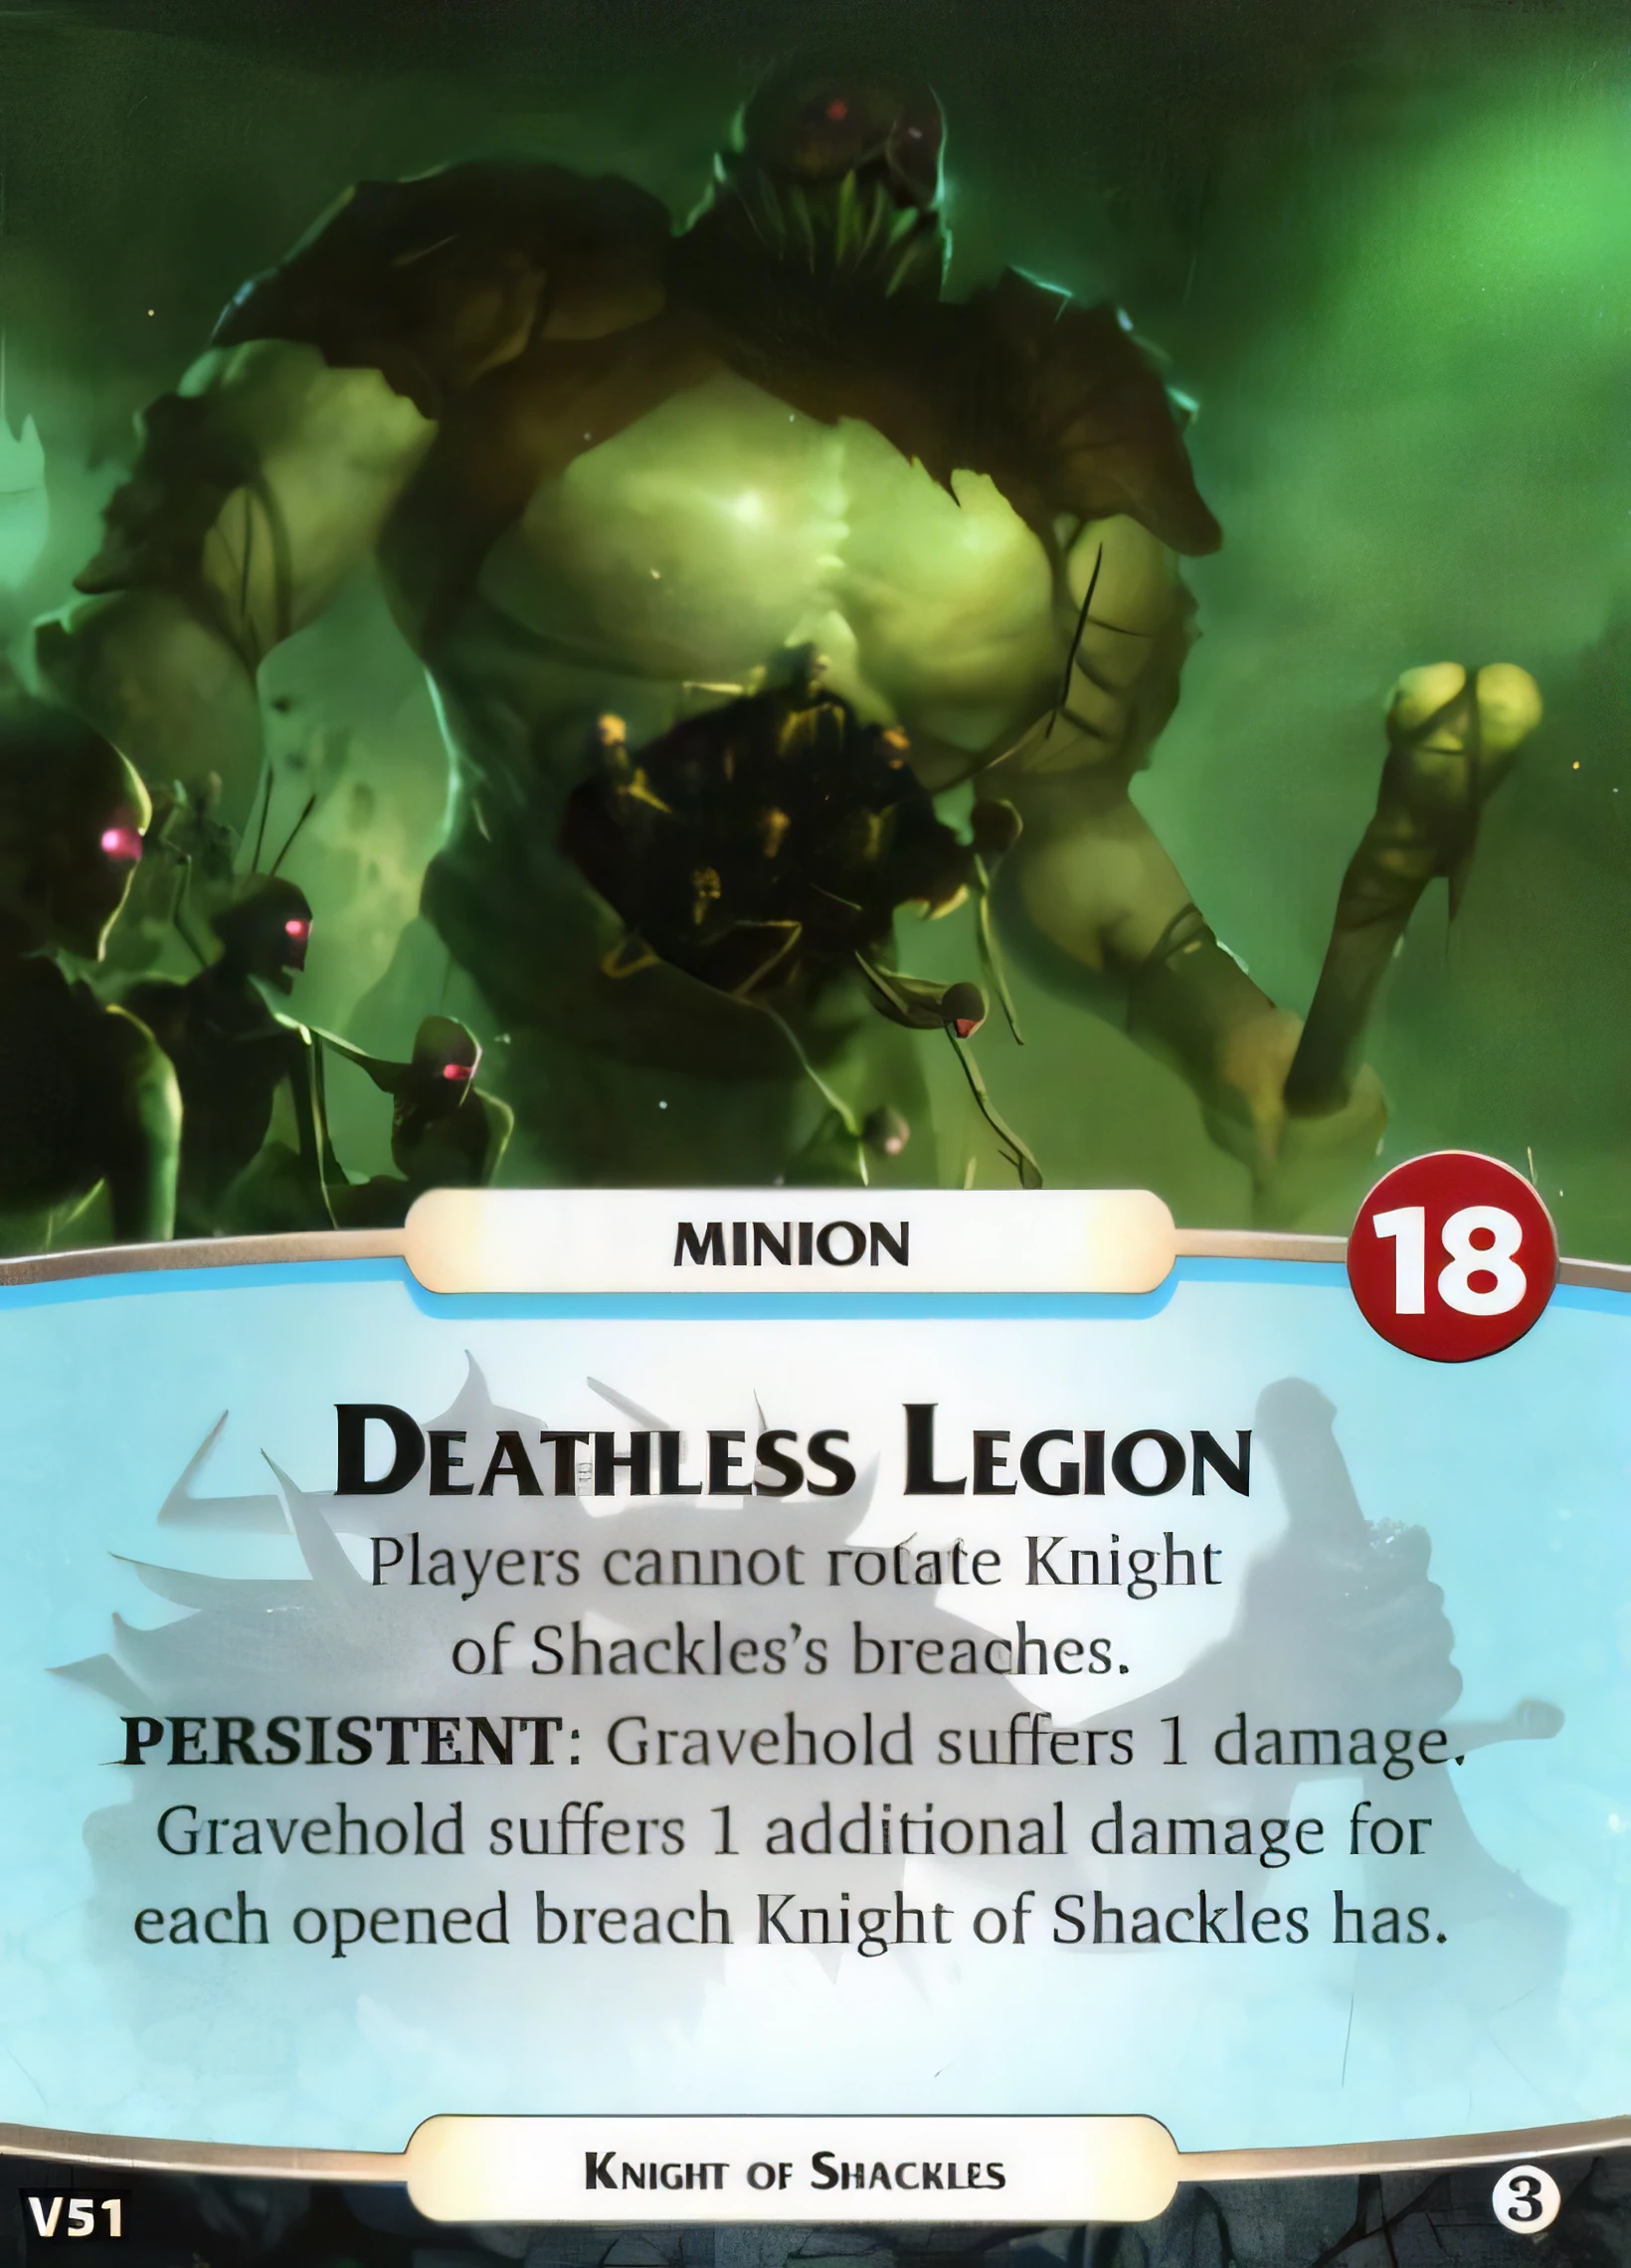 MINION
18
DEATHLESS LEGION
Players cannot rotate Knight
of Shackles’s breaches.
PERSISTENT: Gravehold suffers 1 damage.
Gravehold suffers 1 additional damage for
each opened breach Knight of Shackles has.
KNIGHT OF SHACKLES
V51
3